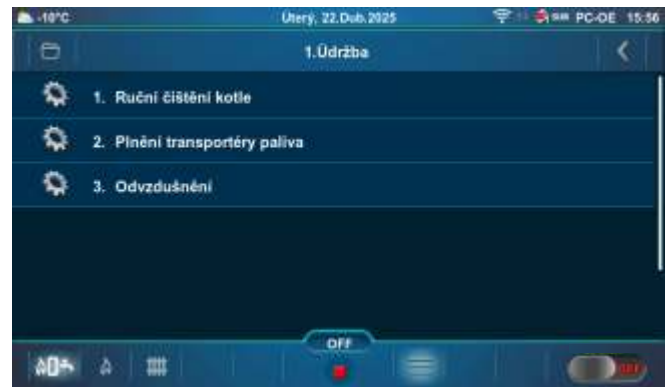 -10°C Úterý, 22.Dub.2025 PC-OE 15:56
1.Údržba
1. Ruční čištění kotle
2. Plnění transportéry paliva
3. Odvzdušnění
OFF
OFF